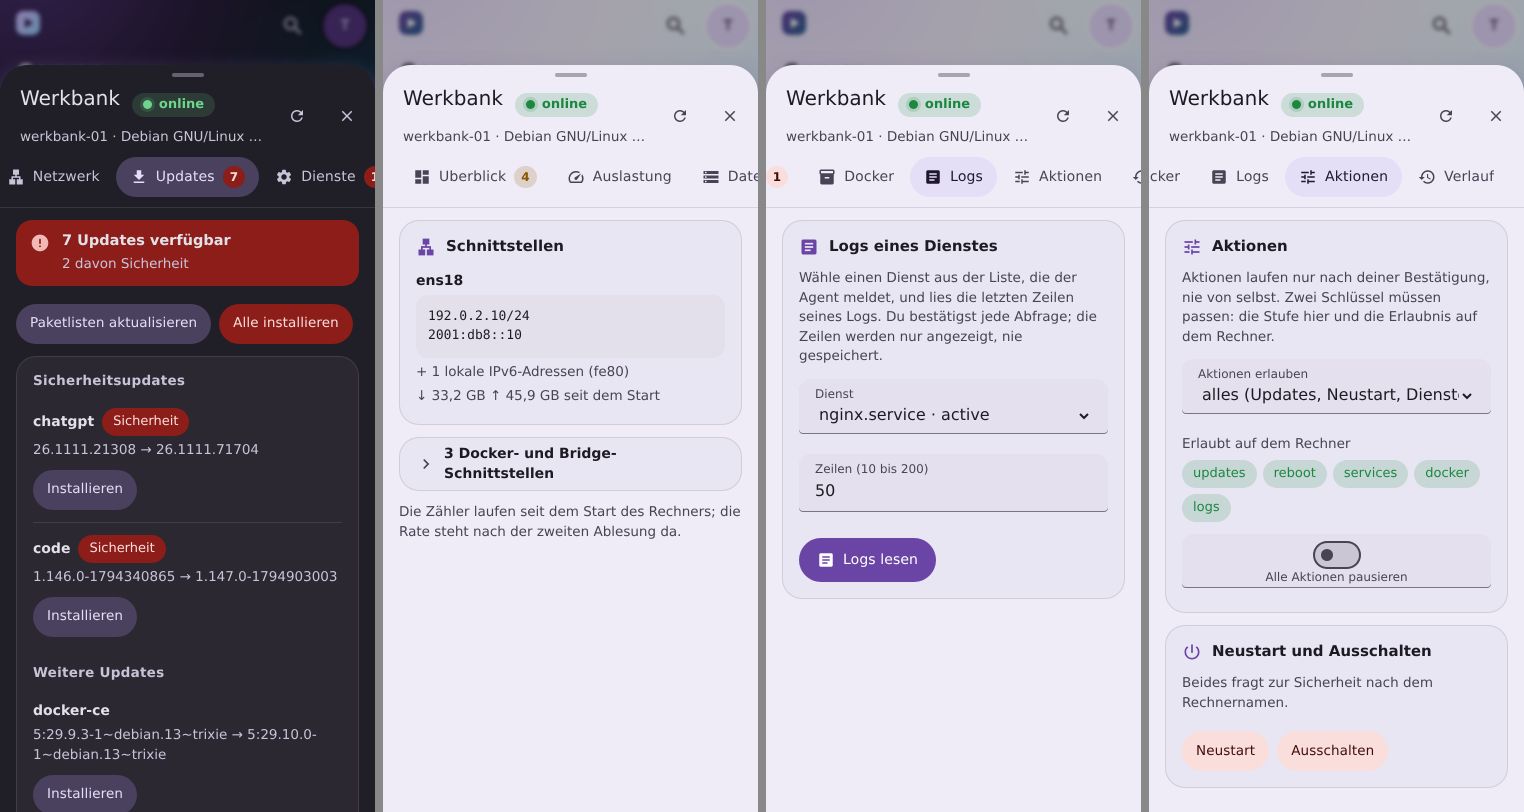 T
Werkbank
online
werkbank-01 · Debian GNU/Linux …
Netzwerk
Updates 7
Dienste
7 Updates verfügbar
2 davon Sicherheit
Paketlisten aktualisieren
Alle installieren
Sicherheitsupdates
chatgpt Sicherheit
26.1111.21308 → 26.1111.71704
Installieren
code Sicherheit
1.146.0-1794340865 → 1.147.0-1794903003
Installieren
Weitere Updates
docker-ce
5:29.9.3-1~debian.13~trixie → 5:29.10.0-
1~debian.13~trixie
Installieren
T
Werkbank
online
werkbank-01 · Debian GNU/Linux …
Überblick 4
Auslastung
Date
Schnittstellen
ens18
192.0.2.10/24
2001:db8::10
+ 1 lokale IPv6-Adressen (fe80)
↓ 33,2 GB ↑ 45,9 GB seit dem Start
3 Docker- und Bridge-
Schnittstellen
Die Zähler laufen seit dem Start des Rechners; die
Rate steht nach der zweiten Ablesung da.
T
Werkbank
online
werkbank-01 · Debian GNU/Linux …
1
Docker
Logs
Aktionen
Logs eines Dienstes
Wähle einen Dienst aus der Liste, die der
Agent meldet, und lies die letzten Zeilen
seines Logs. Du bestätigst jede Abfrage; die
Zeilen werden nur angezeigt, nie
gespeichert.
Dienst
nginx.service · active
Zeilen (10 bis 200)
50
Logs lesen
T
Werkbank
online
werkbank-01 · Debian GNU/Linux …
cker
Logs
Aktionen
Verlauf
Aktionen
Aktionen laufen nur nach deiner Bestätigung,
nie von selbst. Zwei Schlüssel müssen
passen: die Stufe hier und die Erlaubnis auf
dem Rechner.
Aktionen erlauben
alles (Updates, Neustart, Dienst
Erlaubt auf dem Rechner
updates
reboot
services
docker
logs
Alle Aktionen pausieren
Neustart und Ausschalten
Beides fragt zur Sicherheit nach dem
Rechnernamen.
Neustart
Ausschalten